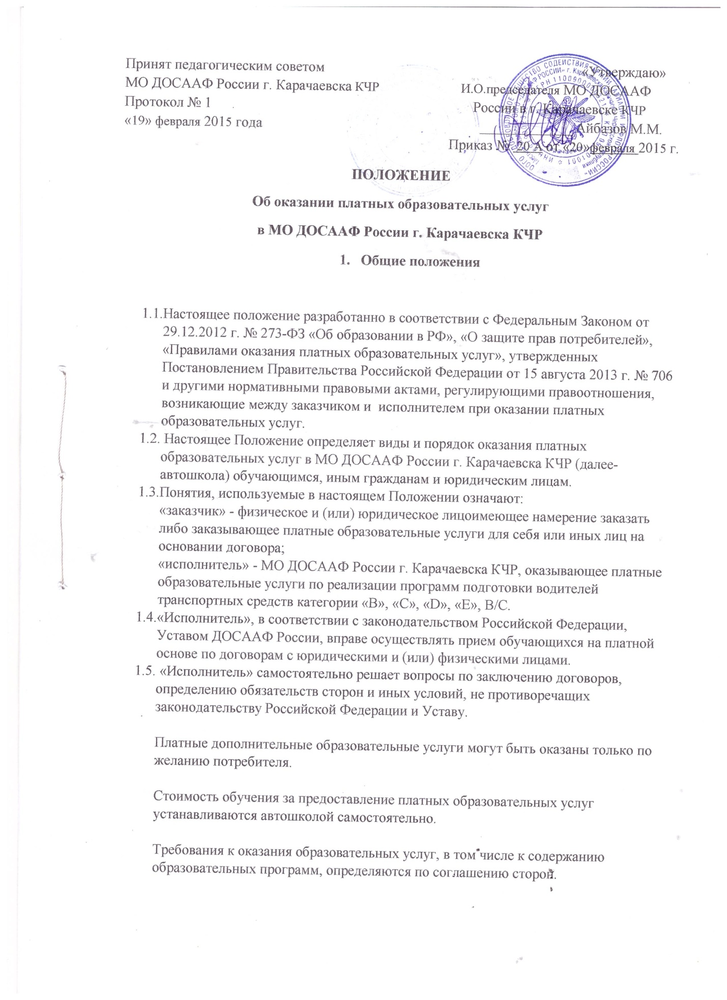 Принят педагогическим советом
МО ДОСААФ России г. Карачаевска КЧР
Протокол № 1
«19» февраля 2015 года
«Утверждаю»
И.О.председателя МО ДОСААФ
России в г. Карачаевске КЧР
Айбазов М.М.
Приказ № 20 А от «20»февраля 2015 г.
ПОЛОЖЕНИЕ
Об оказании платных образовательных услуг
в МО ДОСААФ России г. Карачаевска КЧР
1. Общие положения
1.1.Настоящее положение разработанно в соответствии с Федеральным Законом от
29.12.2012 г. № 273-ФЗ «Об образовании в РФ», «О защите прав потребителей»,
«Правилами оказания платных образовательных услуг», утвержденных
Постановлением Правительства Российской Федерации от 15 августа 2013 г. № 706
и другими нормативными правовыми актами, регулирующими правоотношения,
возникающие между заказчиком и исполнителем при оказании платных
образовательных услуг.
1.2. Настоящее Положение определяет виды и порядок оказания платных
образовательных услуг в МО ДОСААФ России г. Карачаевска КЧР (далее-
автошкола) обучающимся, иным гражданам и юридическим лицам.
1.3.Понятия, используемые в настоящем Положении означают:
«заказчик» - физическое и (или) юридическое лицоимеющее намерение заказать
либо заказывающее платные образовательные услуги для себя или иных лиц на
основании договора;
«исполнитель» - МО ДОСААФ России г. Карачаевска КЧР, оказывающее платные
образовательные услуги по реализации программ подготовки водителей
транспортных средств категории «В», «С», «D», «Е», В/С.
1.4.«Исполнитель», в соответствии с законодательством Российской Федерации,
Уставом ДОСААФ России, вправе осуществлять прием обучающихся на платной
основе по договорам с юридическими и (или) физическими лицами.
1.5. «Исполнитель» самостоятельно решает вопросы по заключению договоров,
определению обязательств сторон и иных условий, не противоречащих
законодательству Российской Федерации и Уставу.
Платные дополнительные образовательные услуги могут быть оказаны только по
желанию потребителя.
Стоимость обучения за предоставление платных образовательных услуг
устанавливаются автошколой самостоятельно.
Требования к оказания образовательных услуг, в том числе к содержанию
образовательных программ, определяются по соглашению сторон.